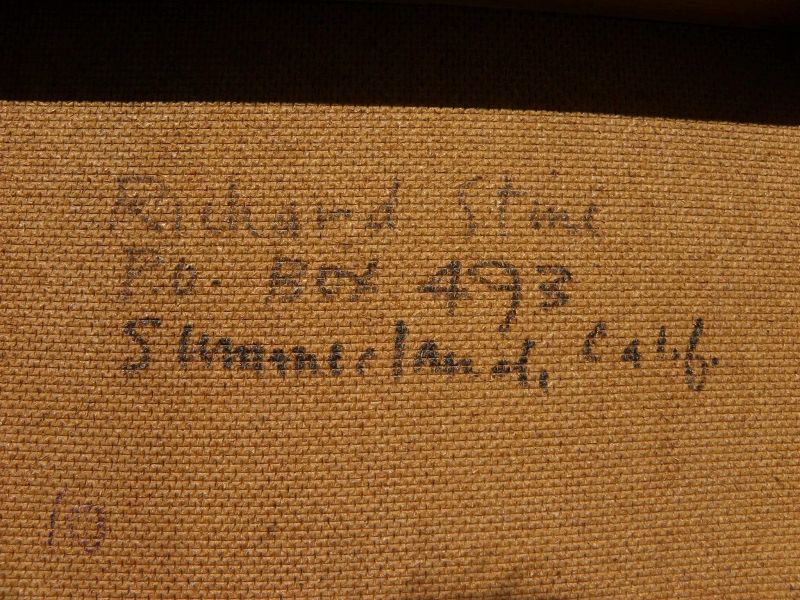 Richard Stine
P.O. Box 493
Summerland, Calif.
10